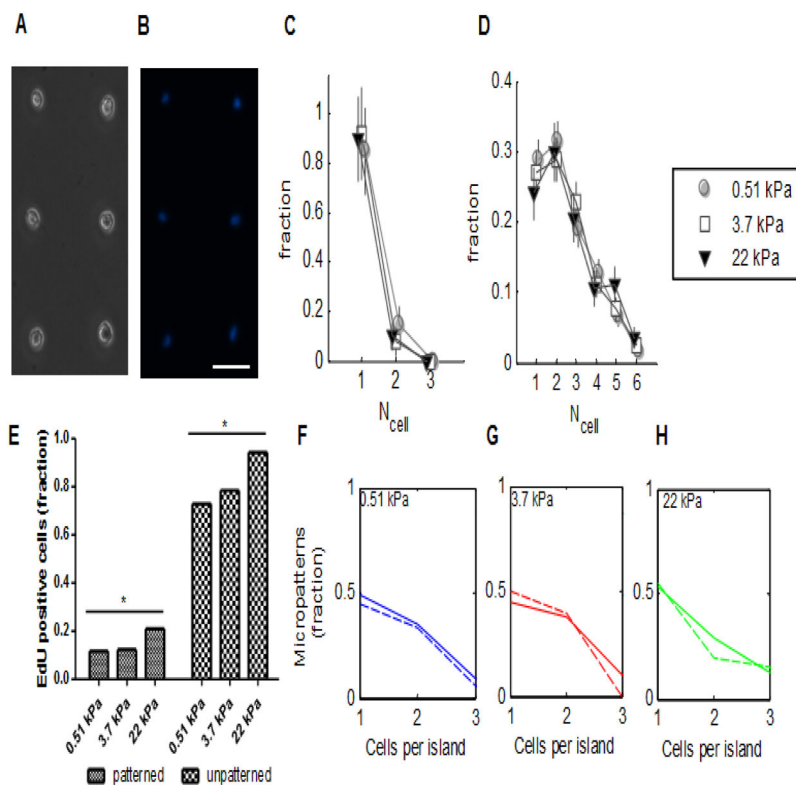 A
B
C
D
1
0.8
0.6
0.4
0.2
0
fraction
1 2 3
N_cell
0.4
0.3
0.2
0.1
0
fraction
1 2 3 4 5 6
N_cell
0.51 kPa
3.7 kPa
22 kPa
E
EdU positive cells (fraction)
1.0
0.8
0.6
0.4
0.2
0.0
*
*
0.51 kPa
3.7 kPa
22 kPa
0.51 kPa
3.7 kPa
22 kPa
patterned
unpatterned
F
G
H
Micropatterns
(fraction)
1
0.5
0
0.51 kPa
1 2 3
Cells per island
1
0.5
0
3.7 kPa
1 2 3
Cells per island
1
0.5
0
22 kPa
1 2 3
Cells per island